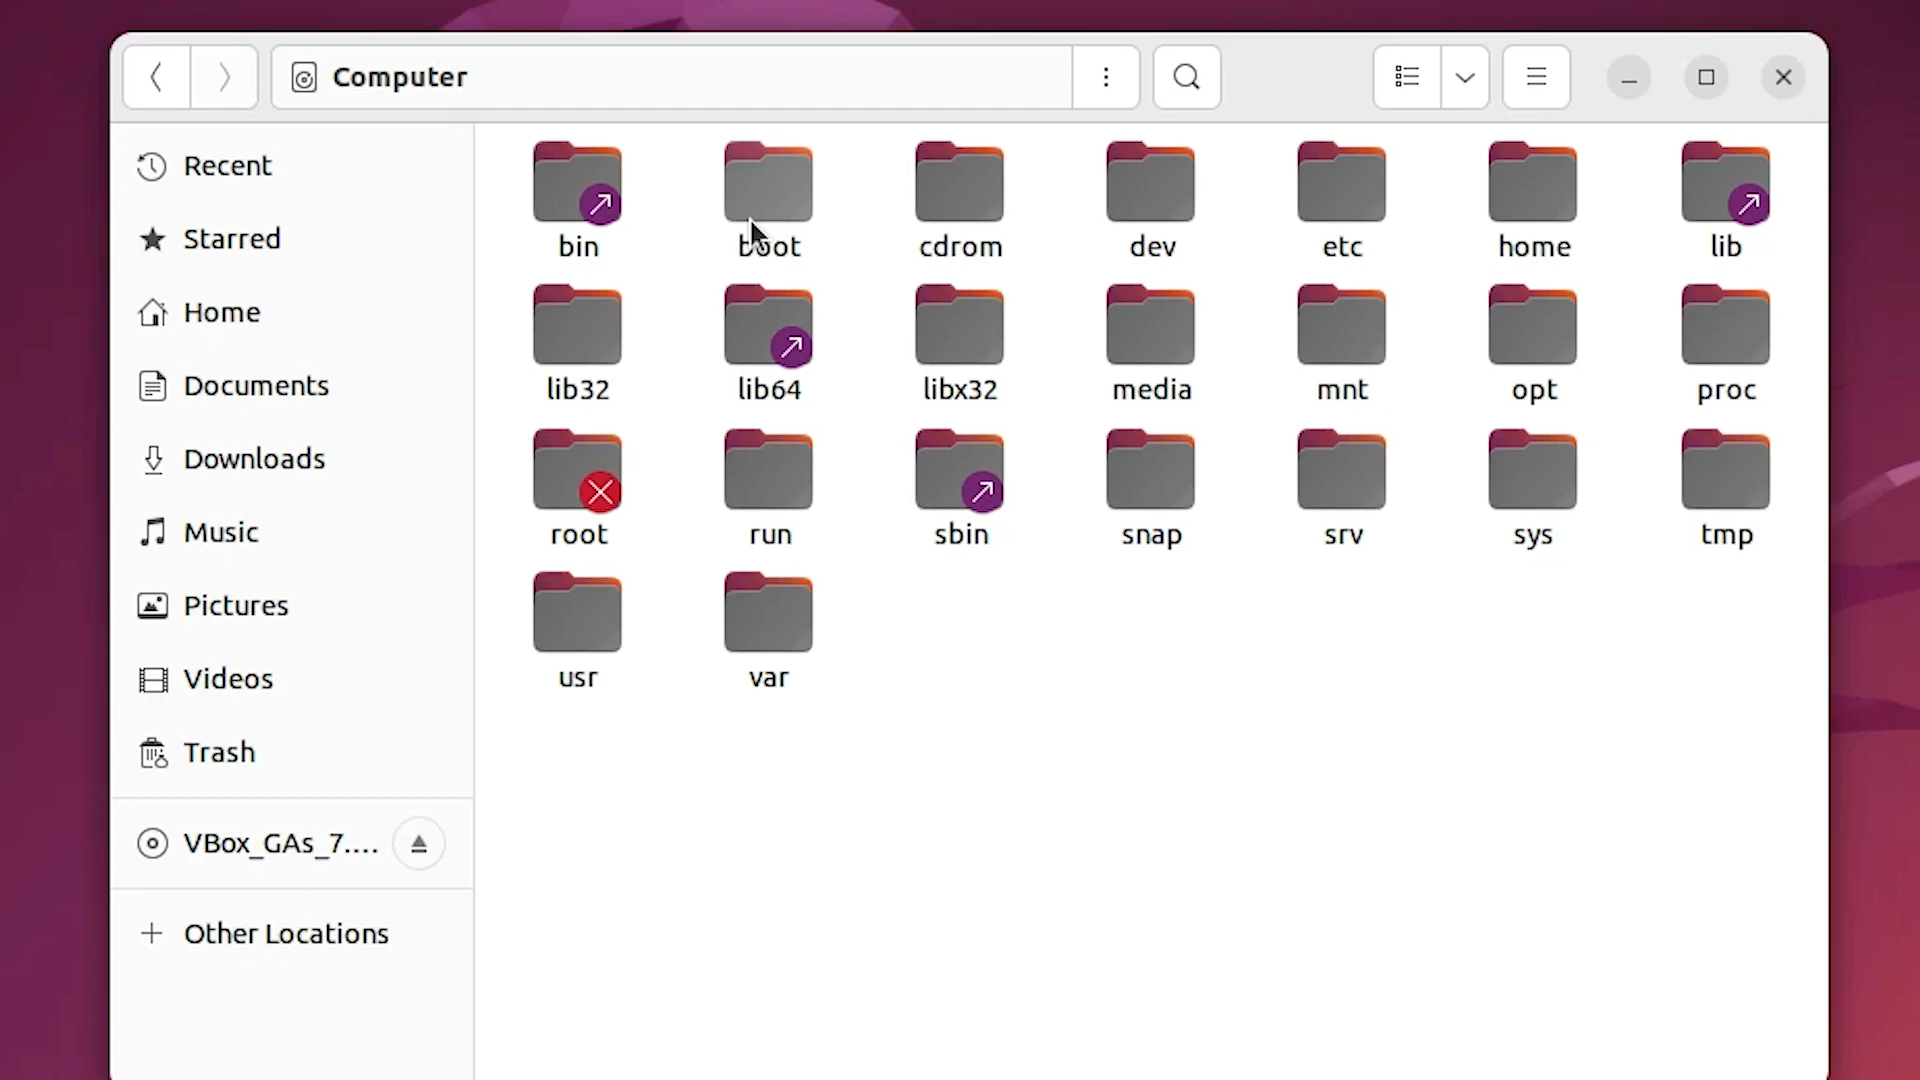 Computer
Recent
Starred
Home
Documents
Downloads
Music
Pictures
Videos
Trash
VBox_GAs_7....
Other Locations
bin boot cdrom dev etc home lib
lib32 lib64 libx32 media mnt opt proc
root run sbin snap srv sys tmp
usr var